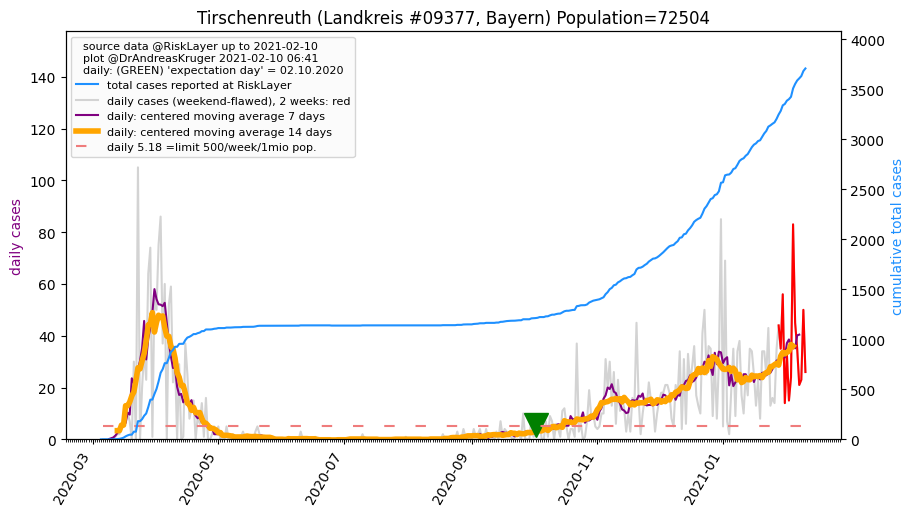 Tirschenreuth (Landkreis #09377, Bayern) Population=72504
source data @RiskLayer up to 2021-02-10
plot @DrAndreasKruger 2021-02-10 06:41
daily: (GREEN) 'expectation day' = 02.10.2020
total cases reported at RiskLayer
daily cases (weekend-flawed), 2 weeks: red
daily: centered moving average 7 days
daily: centered moving average 14 days
daily 5.18 =limit 500/week/1mio pop.
daily cases
140
120
100
80
60
40
20
0
4000
3500
3000
2500
2000
1500
1000
500
0
cumulative total cases
2020-03
2020-05
2020-07
2020-09
2020-11
2021-01